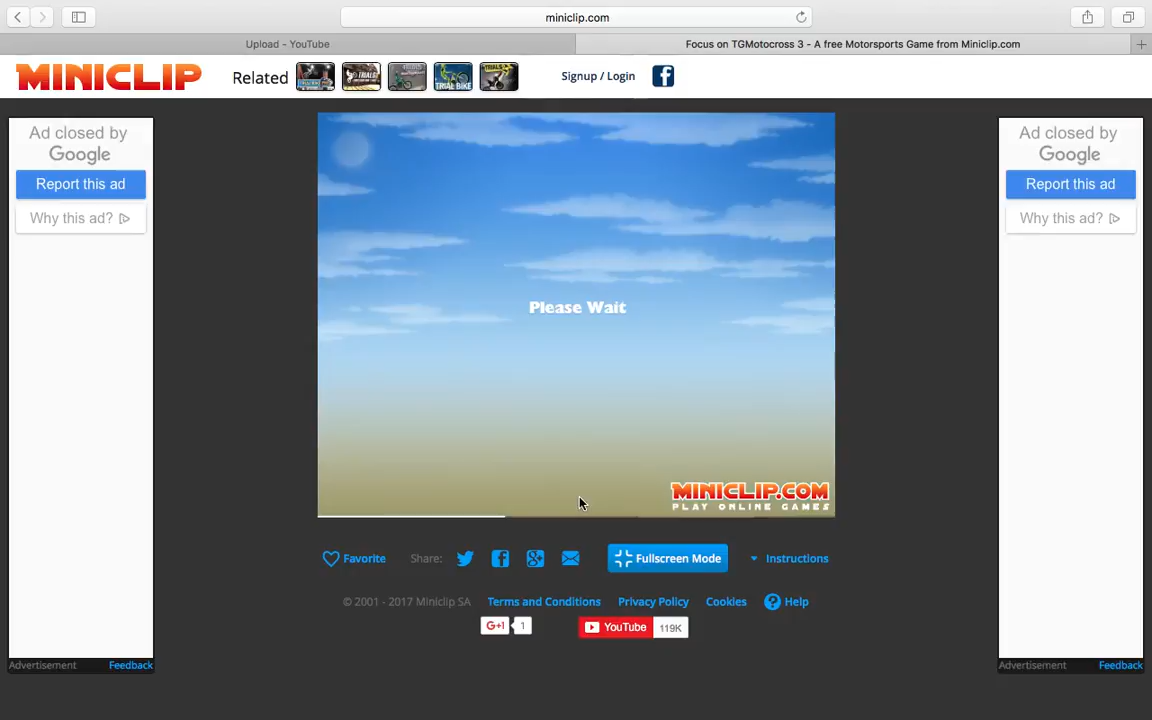 miniclip.com
Upload - YouTube
Focus on TGMotocross 3 - A free Motorsports Game from Miniclip.com
MINICLIP
Related
TRIAL BIKE
Signup / Login
Ad closed by
Google
Report this ad
Why this ad?
Please Wait
MINICLIP.COM
PLAY ONLINE GAMES
Ad closed by
Google
Report this ad
Why this ad?
Favorite
Share:
Fullscreen Mode
Instructions
© 2001 - 2017 Miniclip SA
Terms and Conditions
Privacy Policy
Cookies
Help
G+1
1
YouTube
119K
Advertisement
Feedback
Advertisement
Feedback